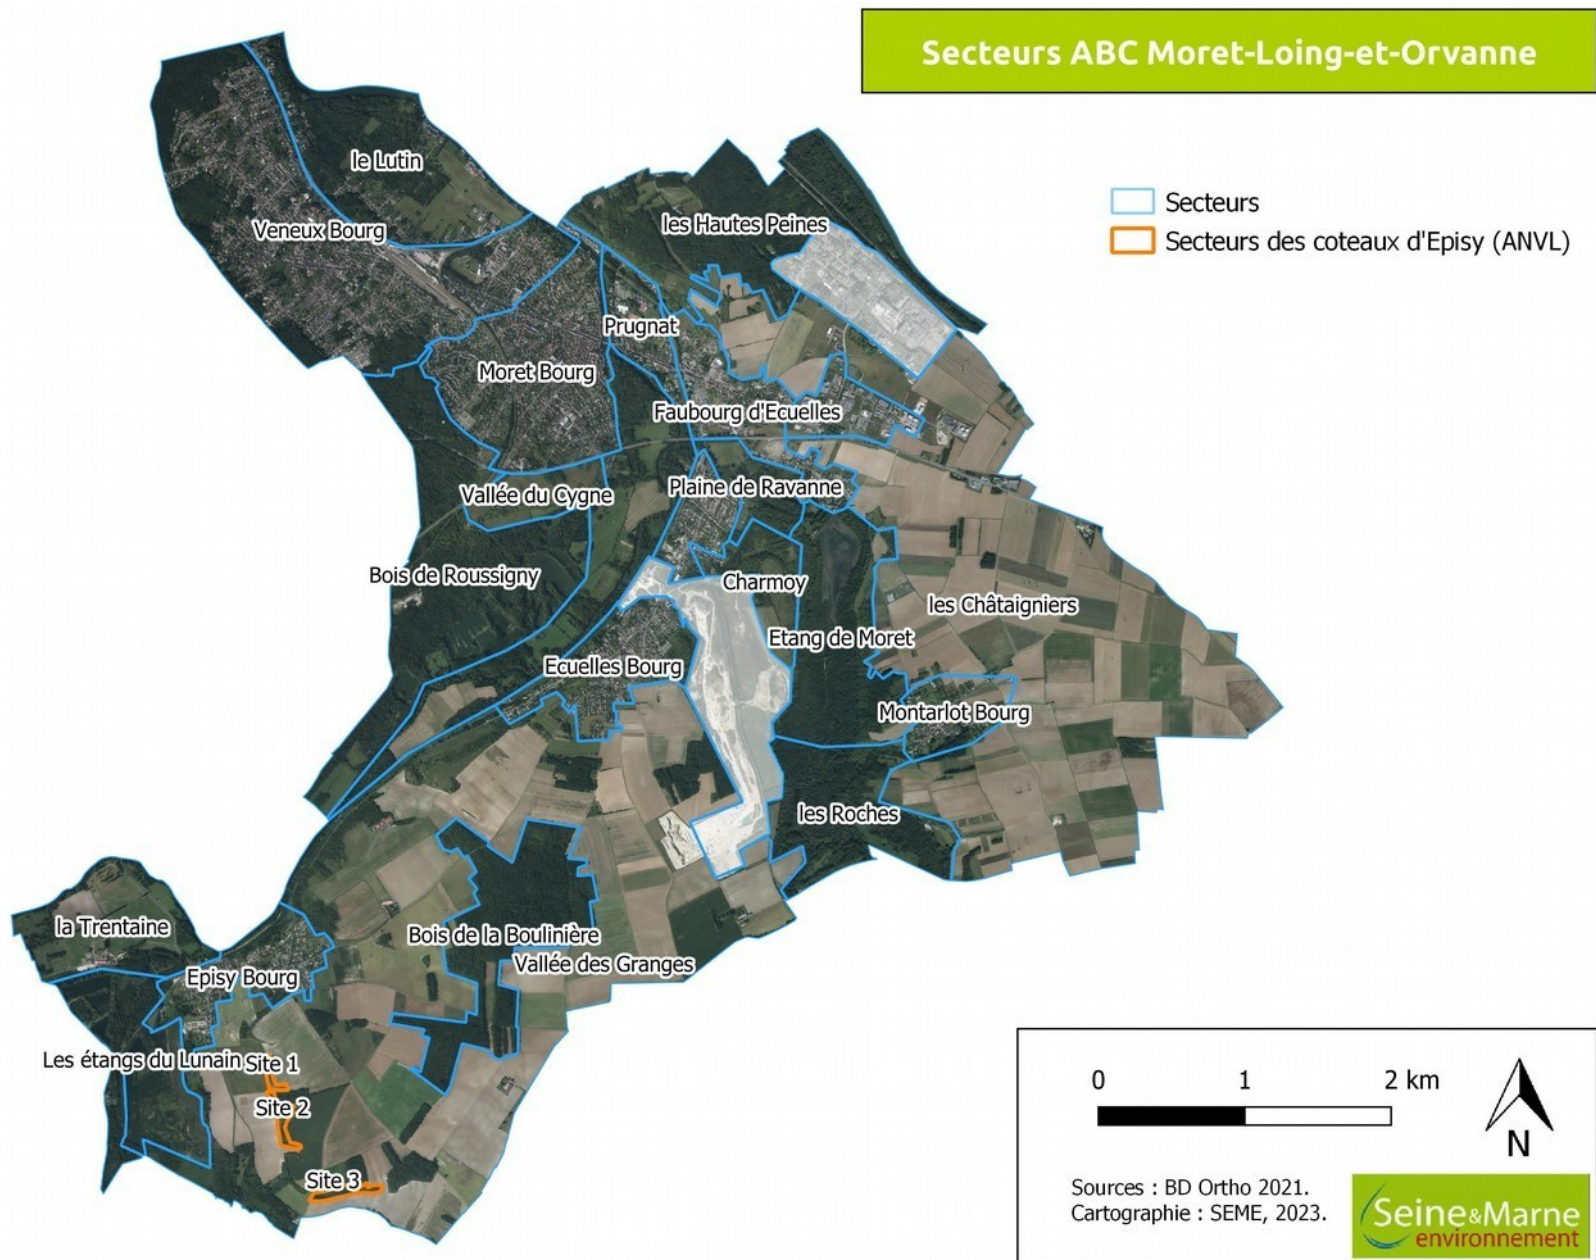 Secteurs ABC Moret-Loing-et-Orvanne
Secteurs
Secteurs des coteaux d'Episy (ANVL)
le Lutin
Veneux Bourg
les Hautes Peines
Prugnat
Moret Bourg
Faubourg d'Ecuelles
Plaine de Ravanne
Vallée du Cygne
Bois de Roussigny
Charmoy
les Châtaigniers
Etang de Moret
Ecuelles Bourg
Montarlot Bourg
les Roches
la Trentaine
Bois de la Boulinière
Vallée des Granges
Episy Bourg
Les étangs du Lunain
Site 1
Site 2
Site 3
0 1 2 km
N
Sources : BD Ortho 2021.
Cartographie : SEME, 2023.
Seine&Marne
environnement